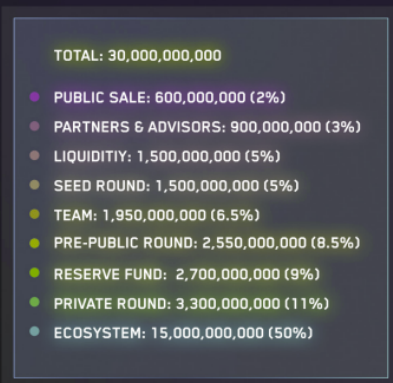 TOTAL: 30,000,000,000
PUBLIC SALE: 600,000,000 (2%)
PARTNERS & ADVISORS: 900,000,000 (3%)
LIQUIDITIY: 1,500,000,000 (5%)
SEED ROUND: 1,500,000,000 (5%)
TEAM: 1,950,000,000 (6.5%)
PRE-PUBLIC ROUND: 2,550,000,000 (8.5%)
RESERVE FUND: 2,700,000,000 (9%)
PRIVATE ROUND: 3,300,000,000 (11%)
ECOSYSTEM: 15,000,000,000 (50%)